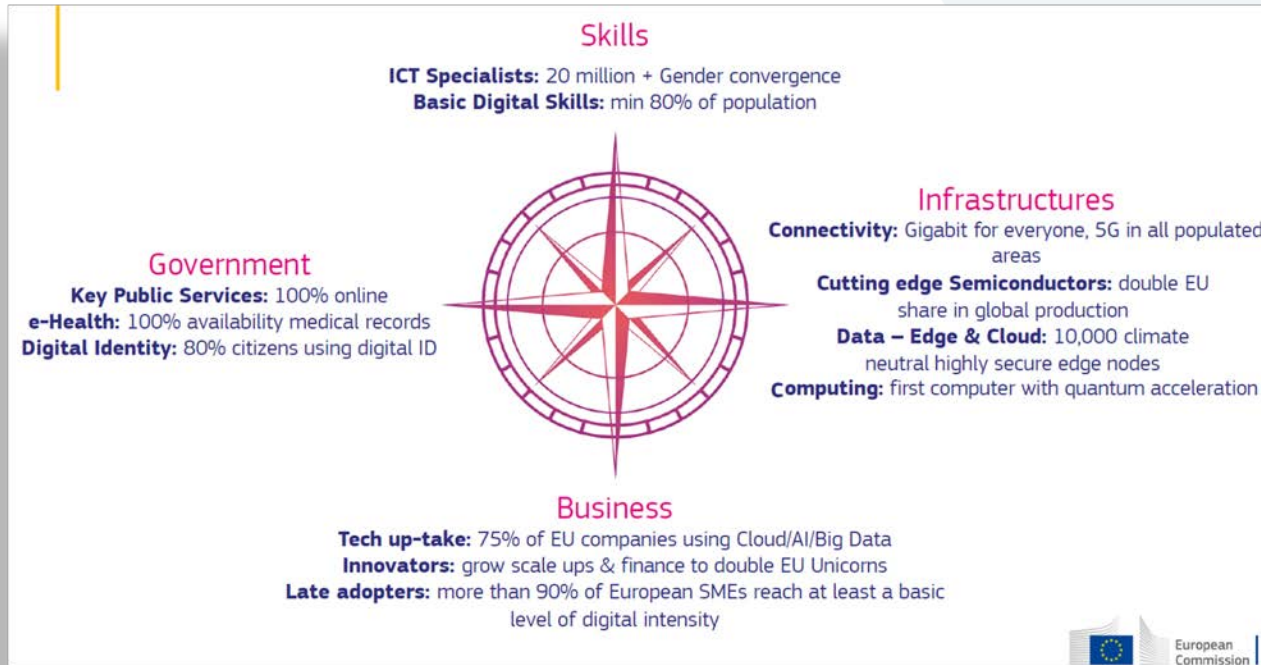 Skills
ICT Specialists: 20 million + Gender convergence
Basic Digital Skills: min 80% of population
Infrastructures
Connectivity: Gigabit for everyone, 5G in all populated
areas
Cutting edge Semiconductors: double EU
share in global production
Data – Edge & Cloud: 10,000 climate
neutral highly secure edge nodes
Computing: first computer with quantum acceleration
Government
Key Public Services: 100% online
e-Health: 100% availability medical records
Digital Identity: 80% citizens using digital ID
Business
Tech up-take: 75% of EU companies using Cloud/AI/Big Data
Innovators: grow scale ups & finance to double EU Unicorns
Late adopters: more than 90% of European SMEs reach at least a basic
level of digital intensity
European
Commission